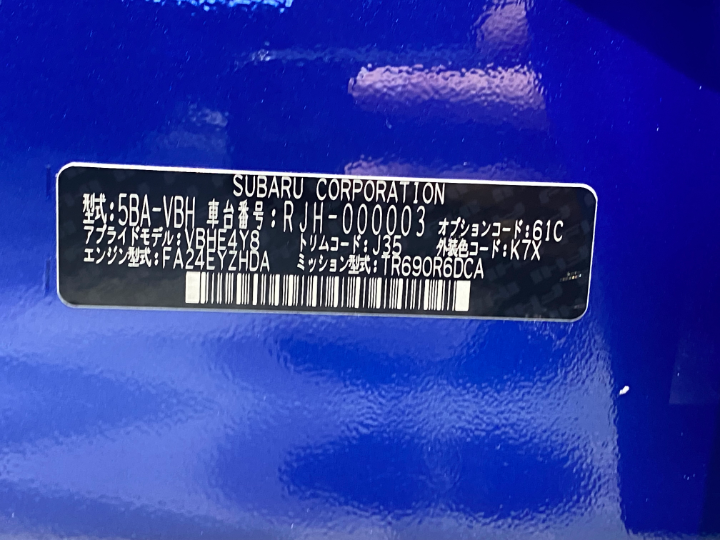 SUBARU CORPORATION
型式:5BA-VBH 車台番号:RJH-000003 オプションコード:61C
アプライドモデル:VBHE4Y8 トリムコード:J35 外装色コード:K7X
エンジン型式:FA24EYZHDA ミッション型式:TR690R6DCA